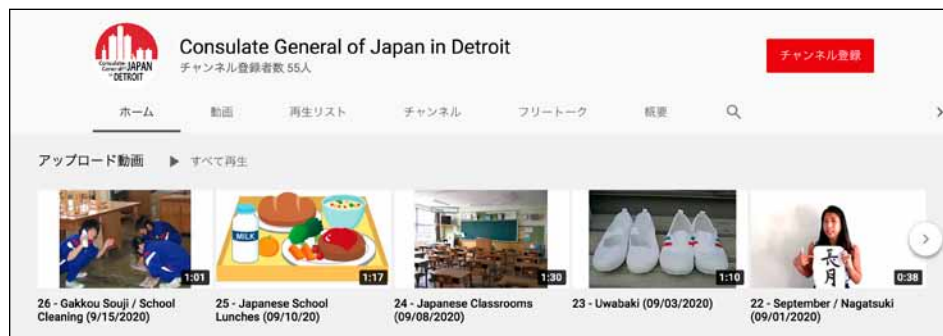 Consulate
General of JAPAN
in DETROIT
Consulate General of Japan in Detroit
チャンネル登録者数 55人
チャンネル登録
ホーム
動画
再生リスト
チャンネル
フリートーク
概要
アップロード動画
すべて再生
1:01
MILK
1:17
1:30
1:10
長月
0:38
26 - Gakkou Souji / School
Cleaning (9/15/2020)
25 - Japanese School
Lunches (09/10/20)
24 - Japanese Classrooms
(09/08/2020)
23 - Uwabaki (09/03/2020)
22 - September / Nagatsuki
(09/01/2020)